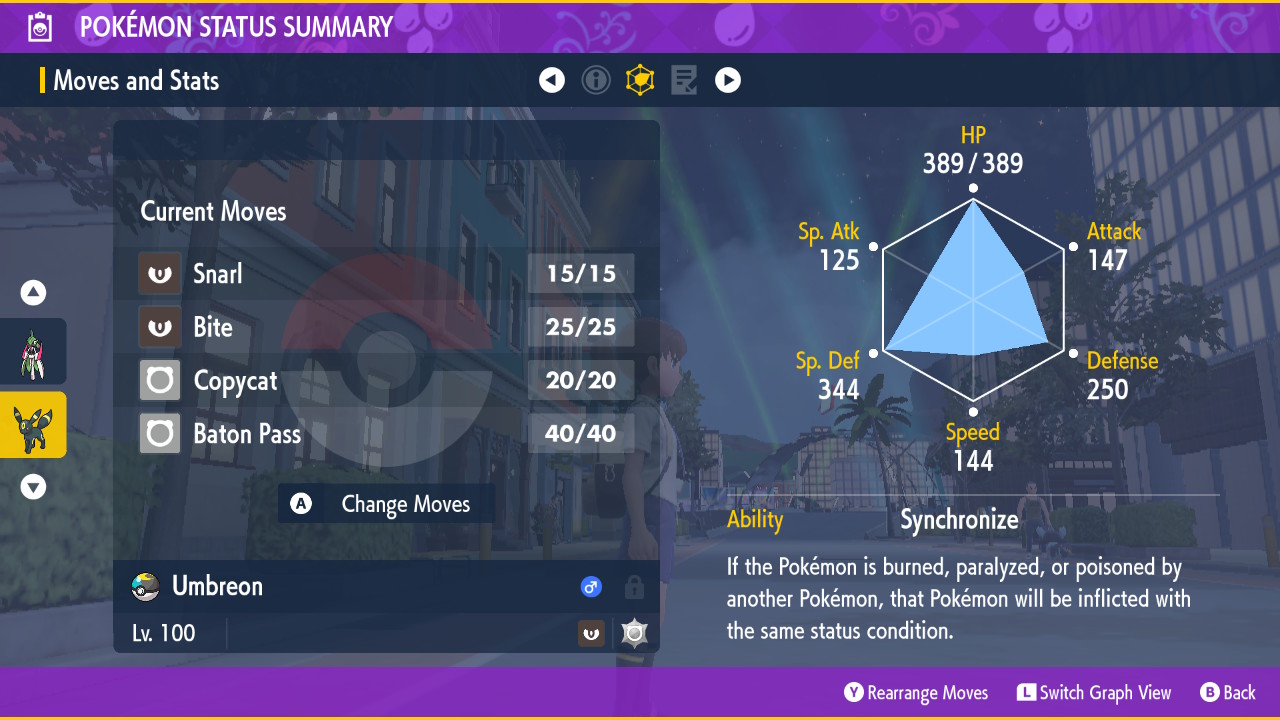 POKÉMON STATUS SUMMARY
Moves and Stats
Current Moves
Snarl 15/15
Bite 25/25
Copycat 20/20
Baton Pass 40/40
A Change Moves
Umbreon ♂
Lv. 100
HP
389 / 389
Sp. Atk
125
Attack
147
Sp. Def
344
Defense
250
Speed
144
Ability Synchronize
If the Pokémon is burned, paralyzed, or poisoned by
another Pokémon, that Pokémon will be inflicted with
the same status condition.
Y Rearrange Moves L Switch Graph View B Back